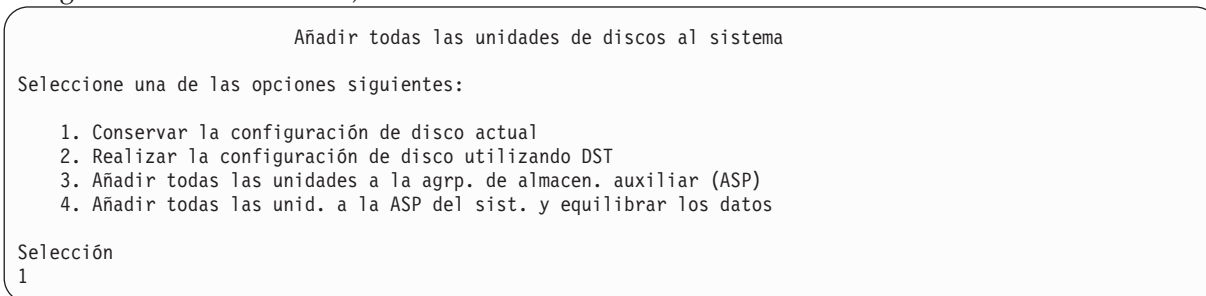 Añadir todas las unidades de discos al sistema
Seleccione una de las opciones siguientes:
1. Conservar la configuración de disco actual
2. Realizar la configuración de disco utilizando DST
3. Añadir todas las unidades a la agrp. de almacen. auxiliar (ASP)
4. Añadir todas las unid. a la ASP del sist. y equilibrar los datos
Selección
1